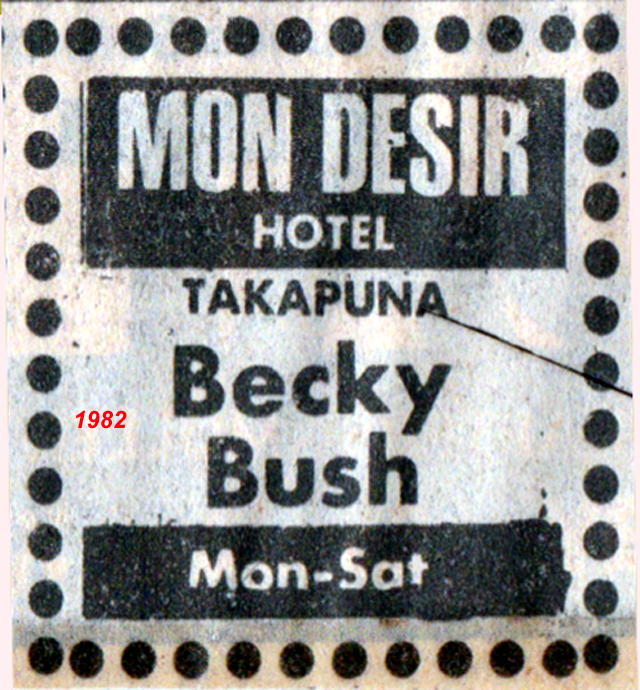 MON DESIR
HOTEL
TAKAPUNA
Becky
1982
Bush
Mon-Sat